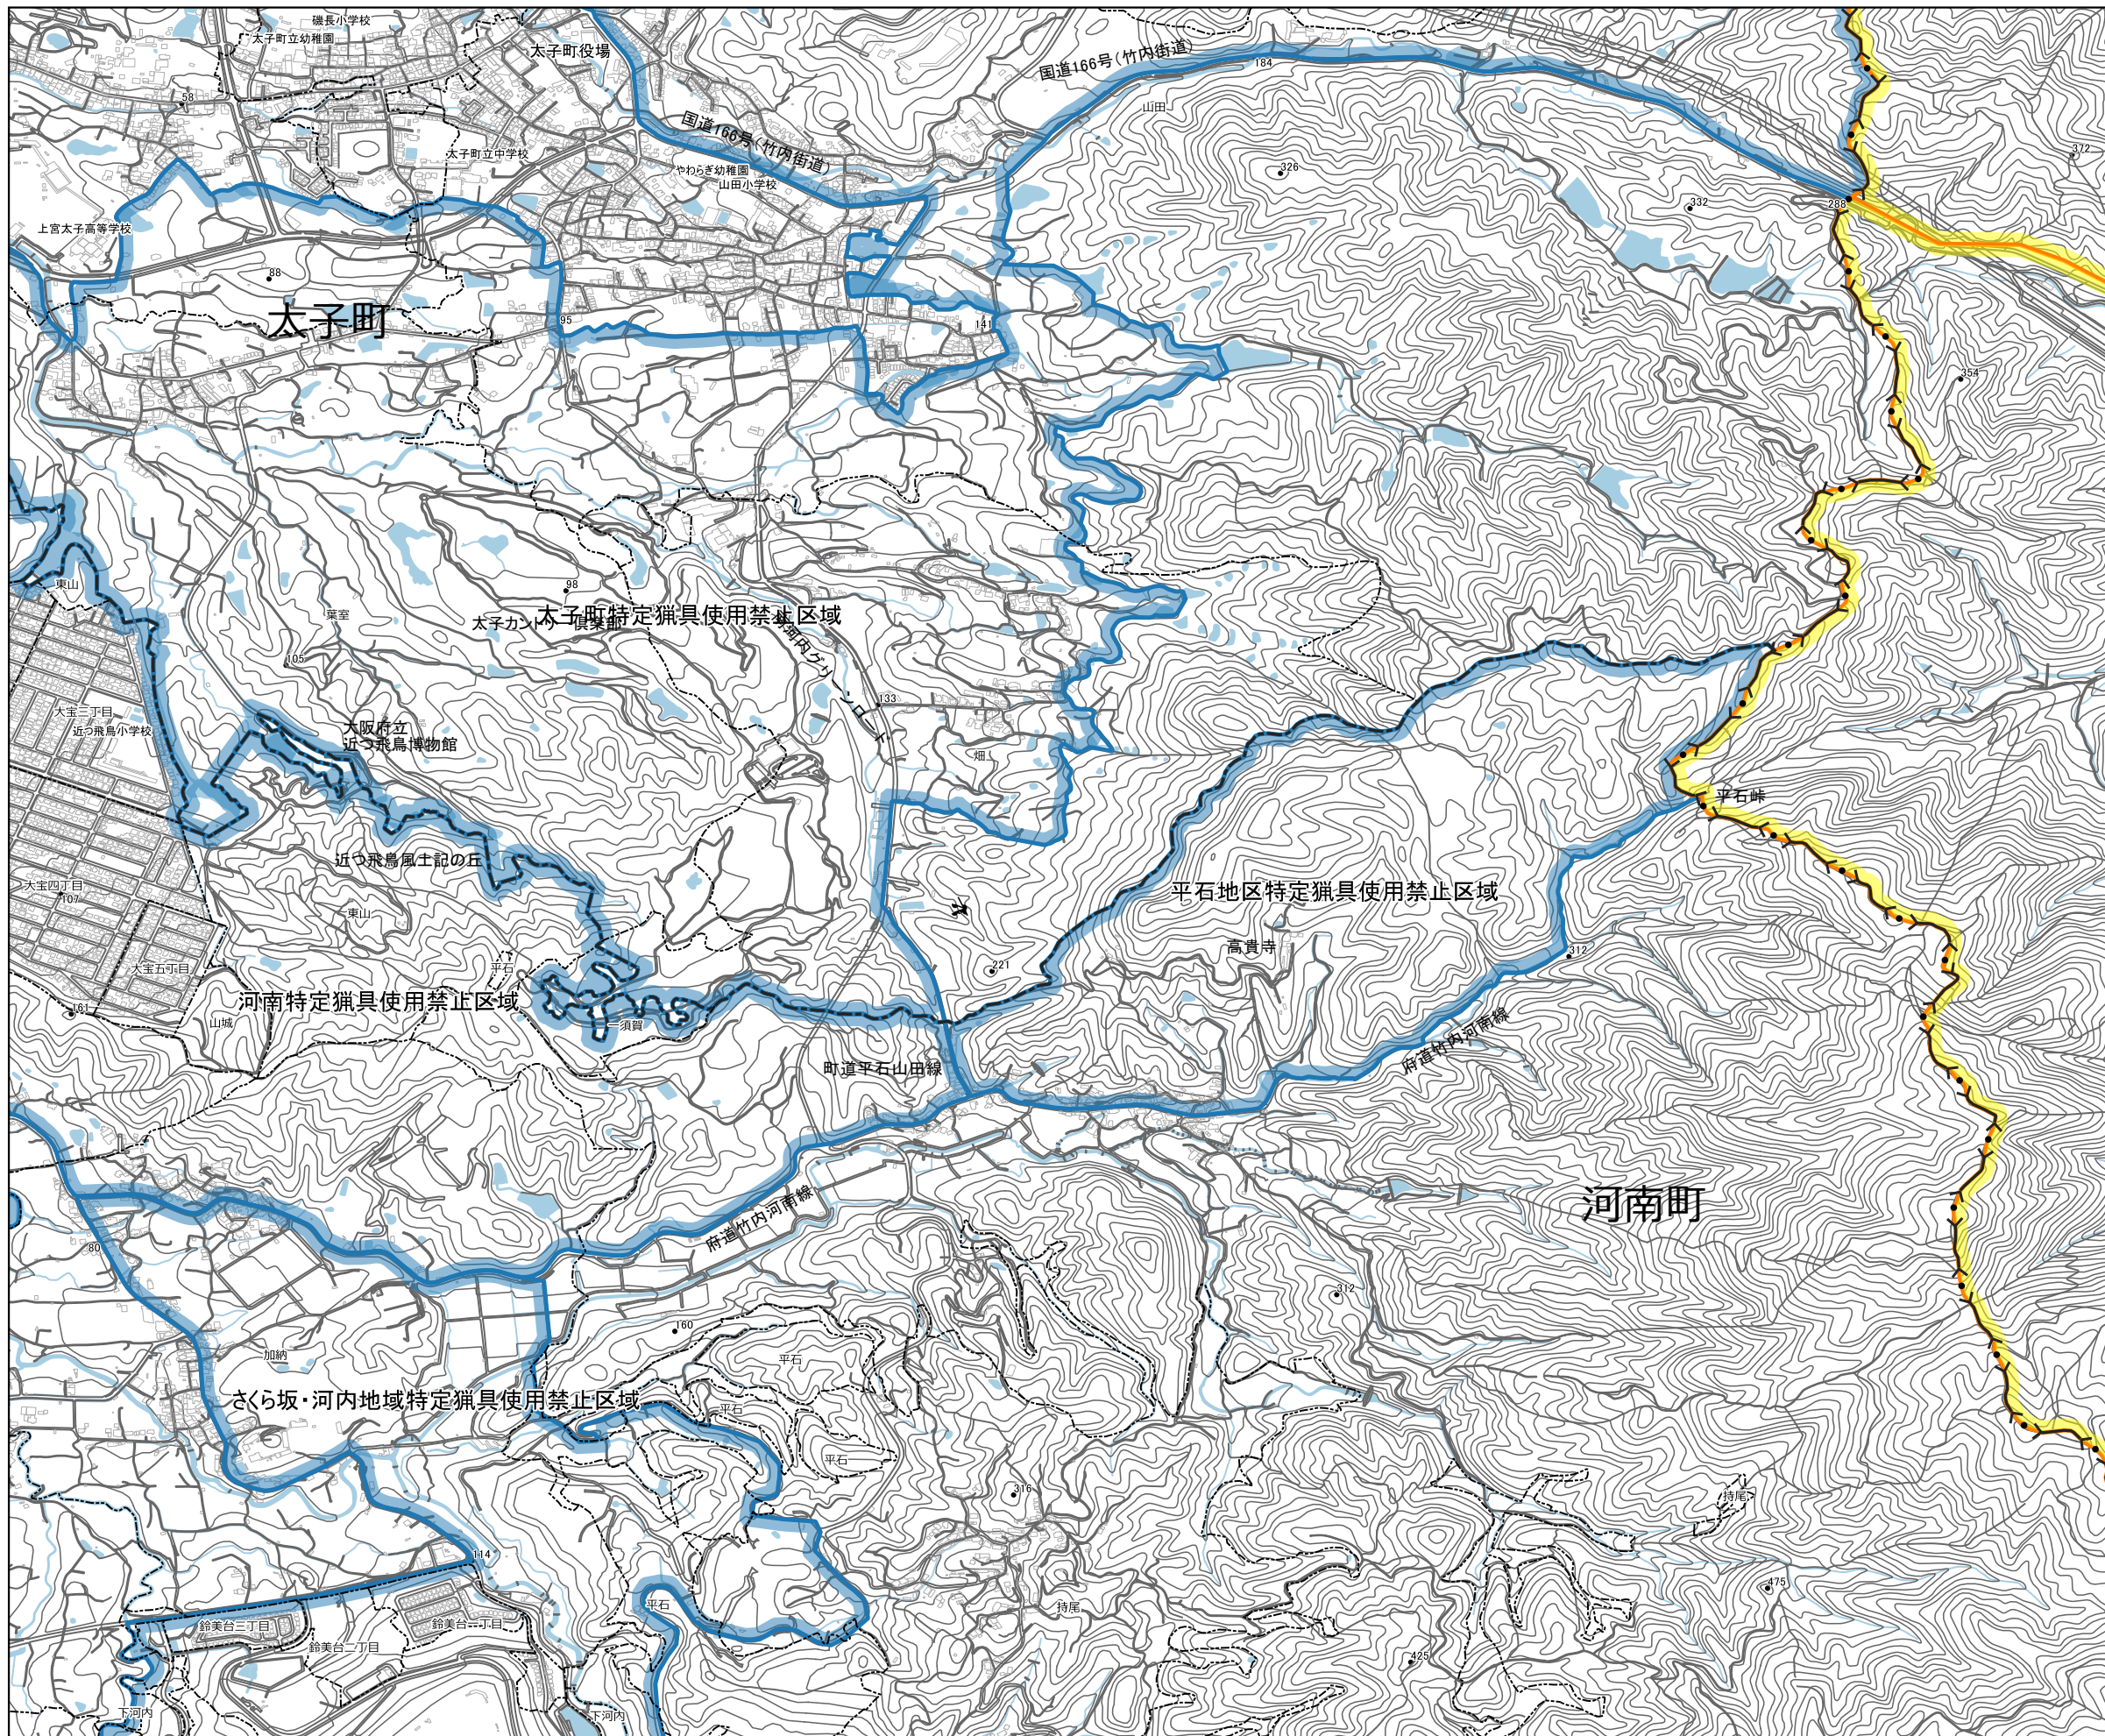 磯長小学校
太子町立幼稚園
太子町役場
国道166号（竹内街道）
184
58
山田
国道166号（竹内街道）
太子町立中学校
やわらぎ幼稚園
山田小学校
372
326
332
288
上宮太子高等学校
88
太子町
95
141
354
東山
葉室
98
太子町特定猟具使用禁止区域
太子カントリー倶楽部
105
133
大宝三丁目
近つ飛鳥小学校
大阪府立
近つ飛鳥博物館
畑
平石峠
近つ飛鳥風土記の丘
大宝四丁目
107
東山
平石地区特定猟具使用禁止区域
高貴寺
312
大宝五丁目
平石
221
河南特定猟具使用禁止区域
161
山城
一須賀
府道竹内河南線
町道平石山田線
河南町
府道竹内河南線
80
312
160
加納
平石
さくら坂・河内地域特定猟具使用禁止区域
平石
平石
316
持尾
114
475
平石
持尾
鈴美台三丁目
鈴美台一丁目
鈴美台二丁目
425
下河内
下河内